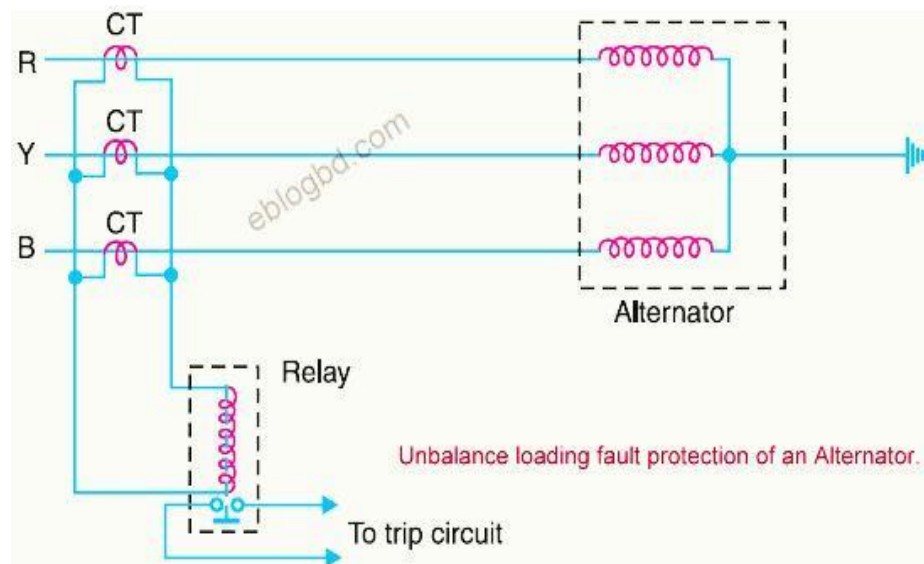 CT
R
CT
Y
CT
B
eblogbd.com
Alternator
Relay
Unbalance loading fault protection of an Alternator.
To trip circuit